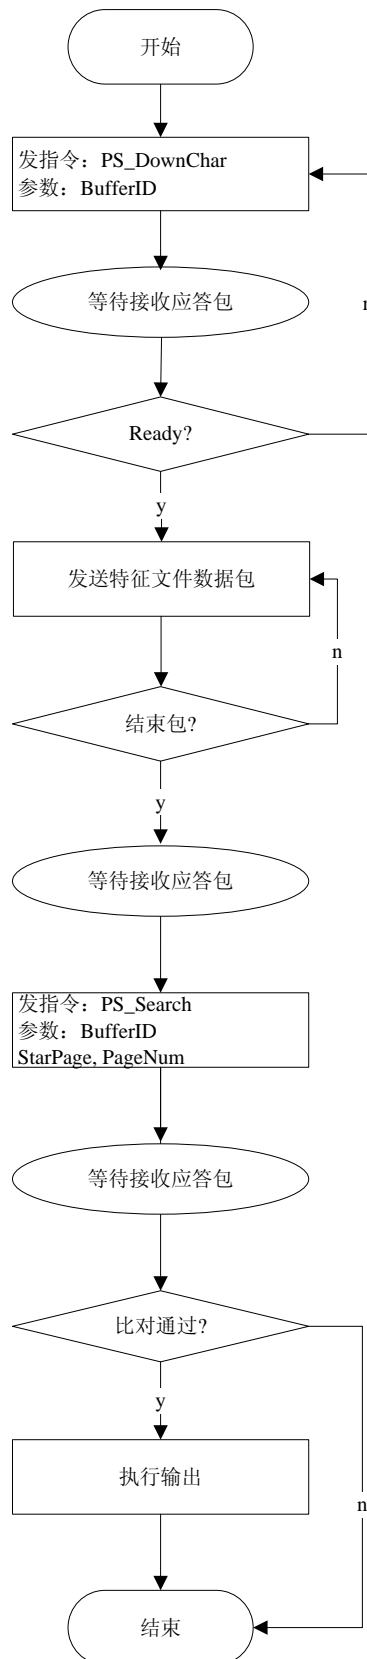 开始
发指令：PS_DownChar
参数：BufferID
等待接收应答包
n
Ready?
y
发送特征文件数据包
n
结束包?
y
等待接收应答包
发指令：PS_Search
参数：BufferID
StarPage, PageNum
等待接收应答包
比对通过?
y
执行输出
n
结束